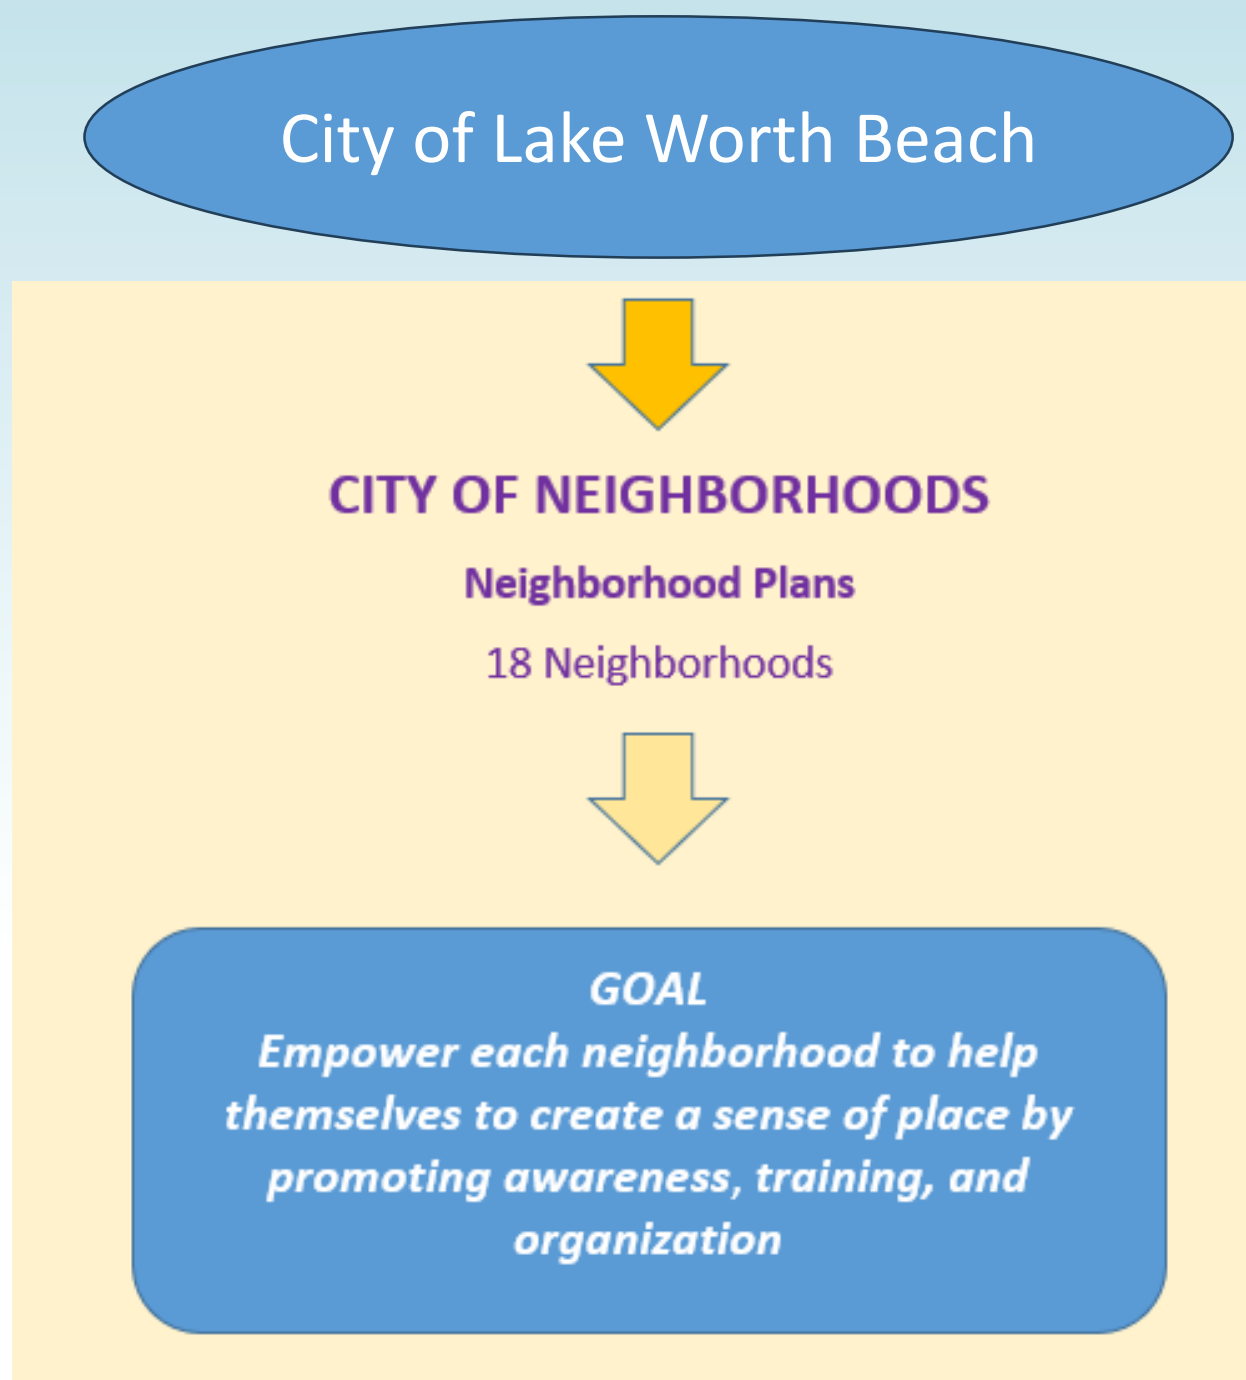 City of Lake Worth Beach
CITY OF NEIGHBORHOODS
Neighborhood Plans
18 Neighborhoods
GOAL
Empower each neighborhood to help
themselves to create a sense of place by
promoting awareness, training, and
organization